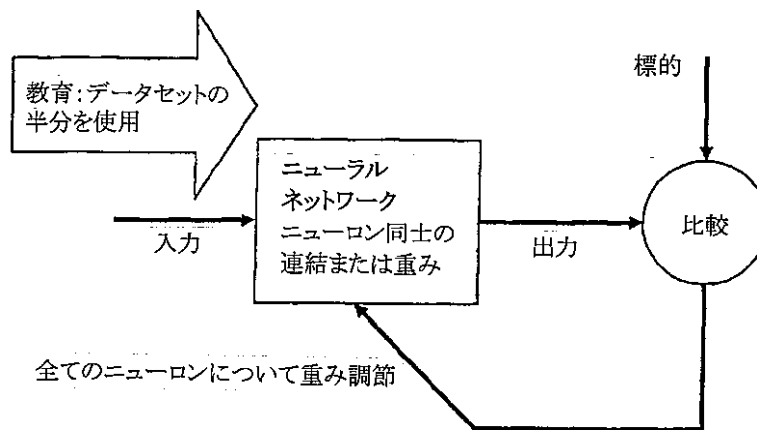 標的
教育:データセットの
半分を使用
ニューラル
ネットワーク
ニューロン同士の
連結または重み
入力
出力
比較
全てのニューロンについて重み調節